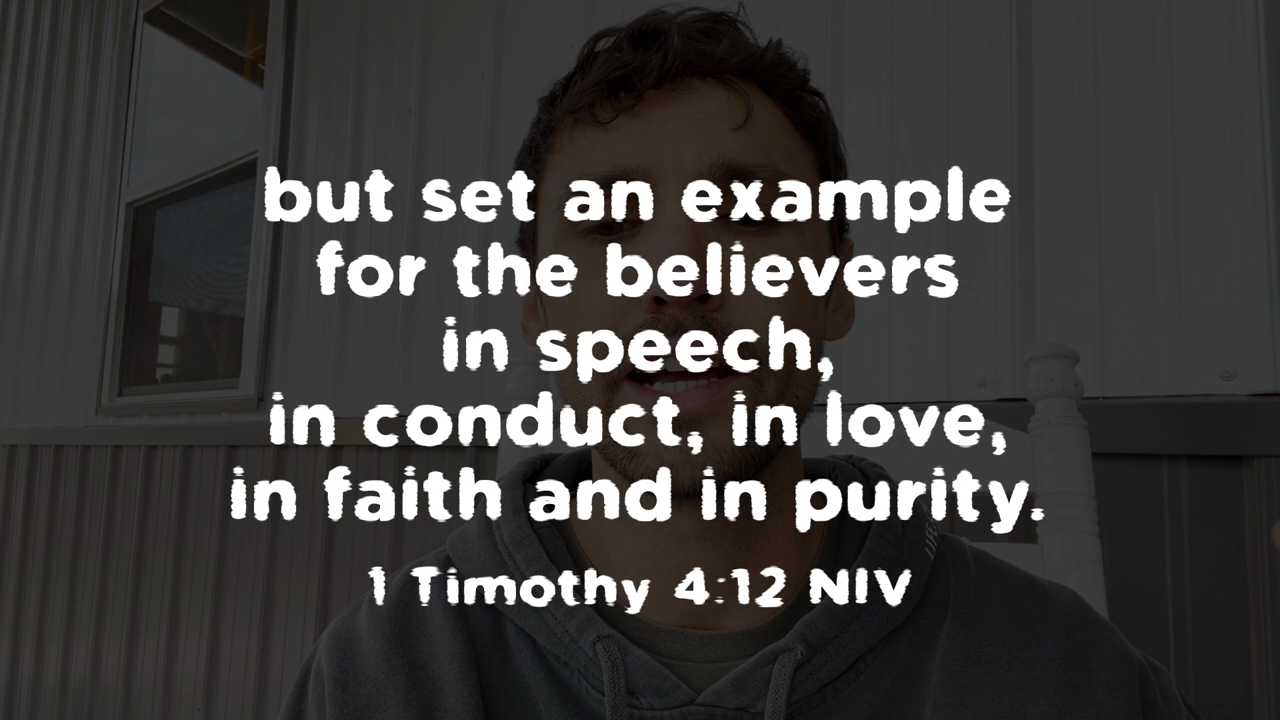 but set an example
for the believers
in speech,
in conduct, in love,
in faith and in purity.
1 Timothy 4:12 NIV